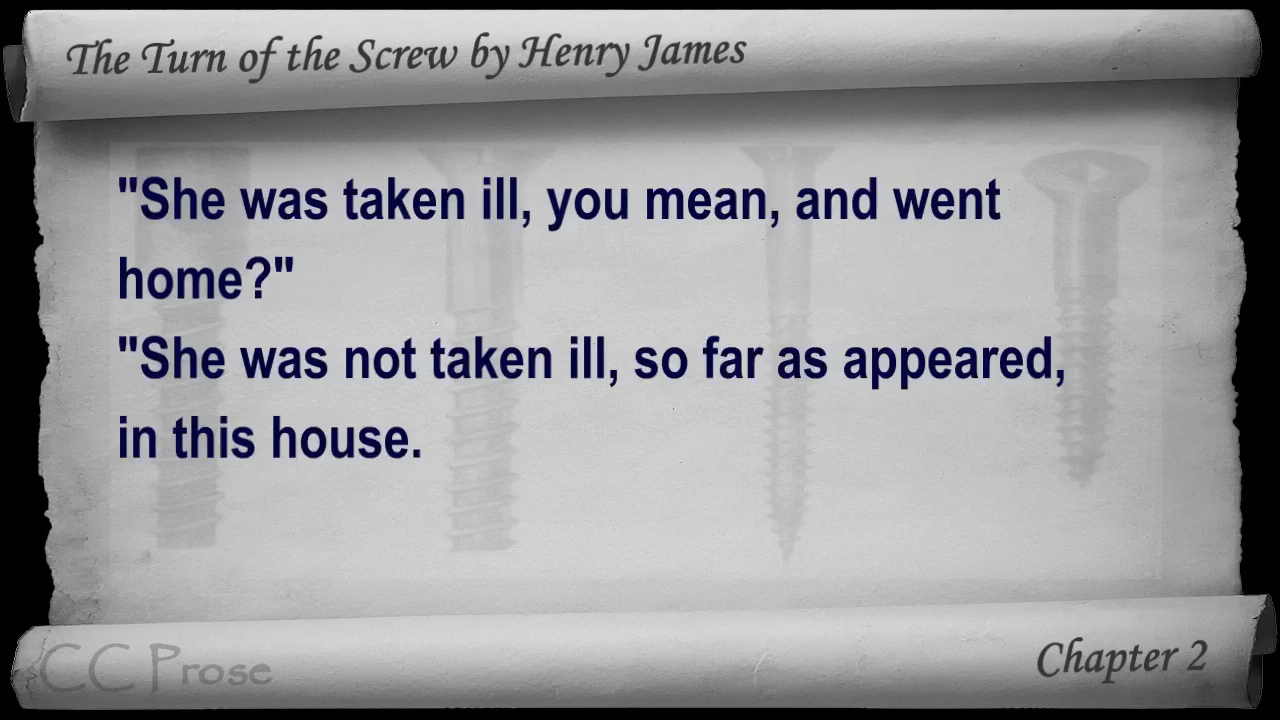 The Turn of the Screw by Henry James
"She was taken ill, you mean, and went
home?"
"She was not taken ill, so far as appeared,
in this house.
CC Prose
Chapter 2